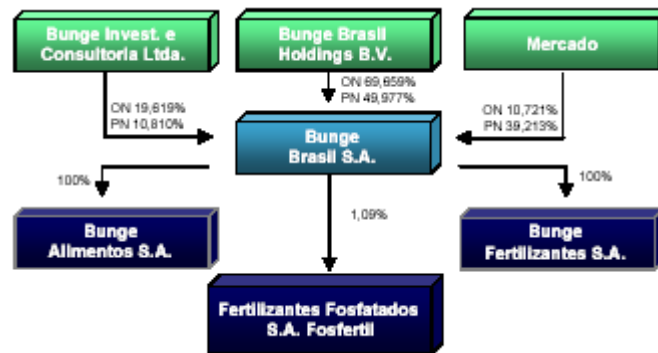 Bunge Invest. e
Consultoria Ltda.
Bunge Brasil
Holdings B.V.
Mercado
ON 19,619%
PN 10,810%
ON 69,659%
PN 49,977%
ON 10,721%
PN 39,213%
Bunge
Brasil S.A.
100%
100%
1,09%
Bunge
Alimentos S.A.
Bunge
Fertilizantes S.A.
Fertilizantes Fosfatados
S.A. Fosfertil